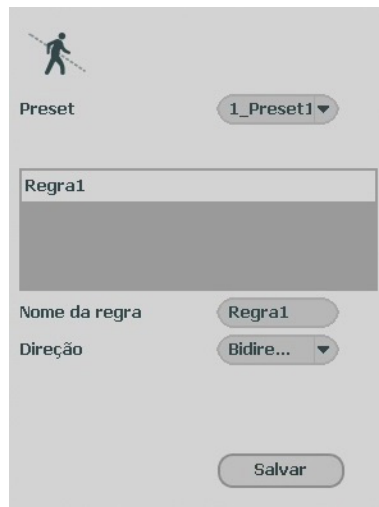 Preset 1_Preset1
Regra1
Nome da regra Regra1
Direção Bidire...
Salvar